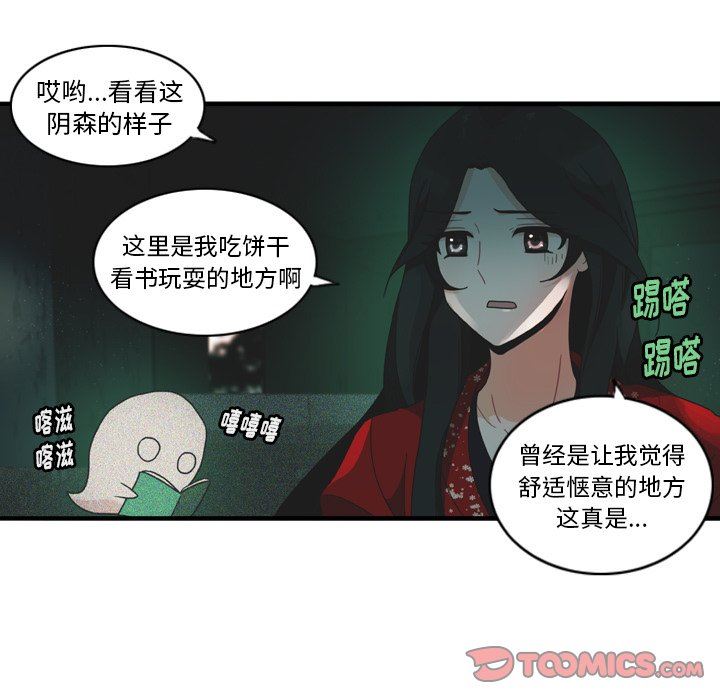 哎哟...看看这
阴森的样子
这里是我吃饼干
看书玩耍的地方啊
踢嗒
踢嗒
喀滋
喀滋
嘻嘻嘻
曾经是让我觉得
舒适惬意的地方
这真是...
TOOMICS.COM